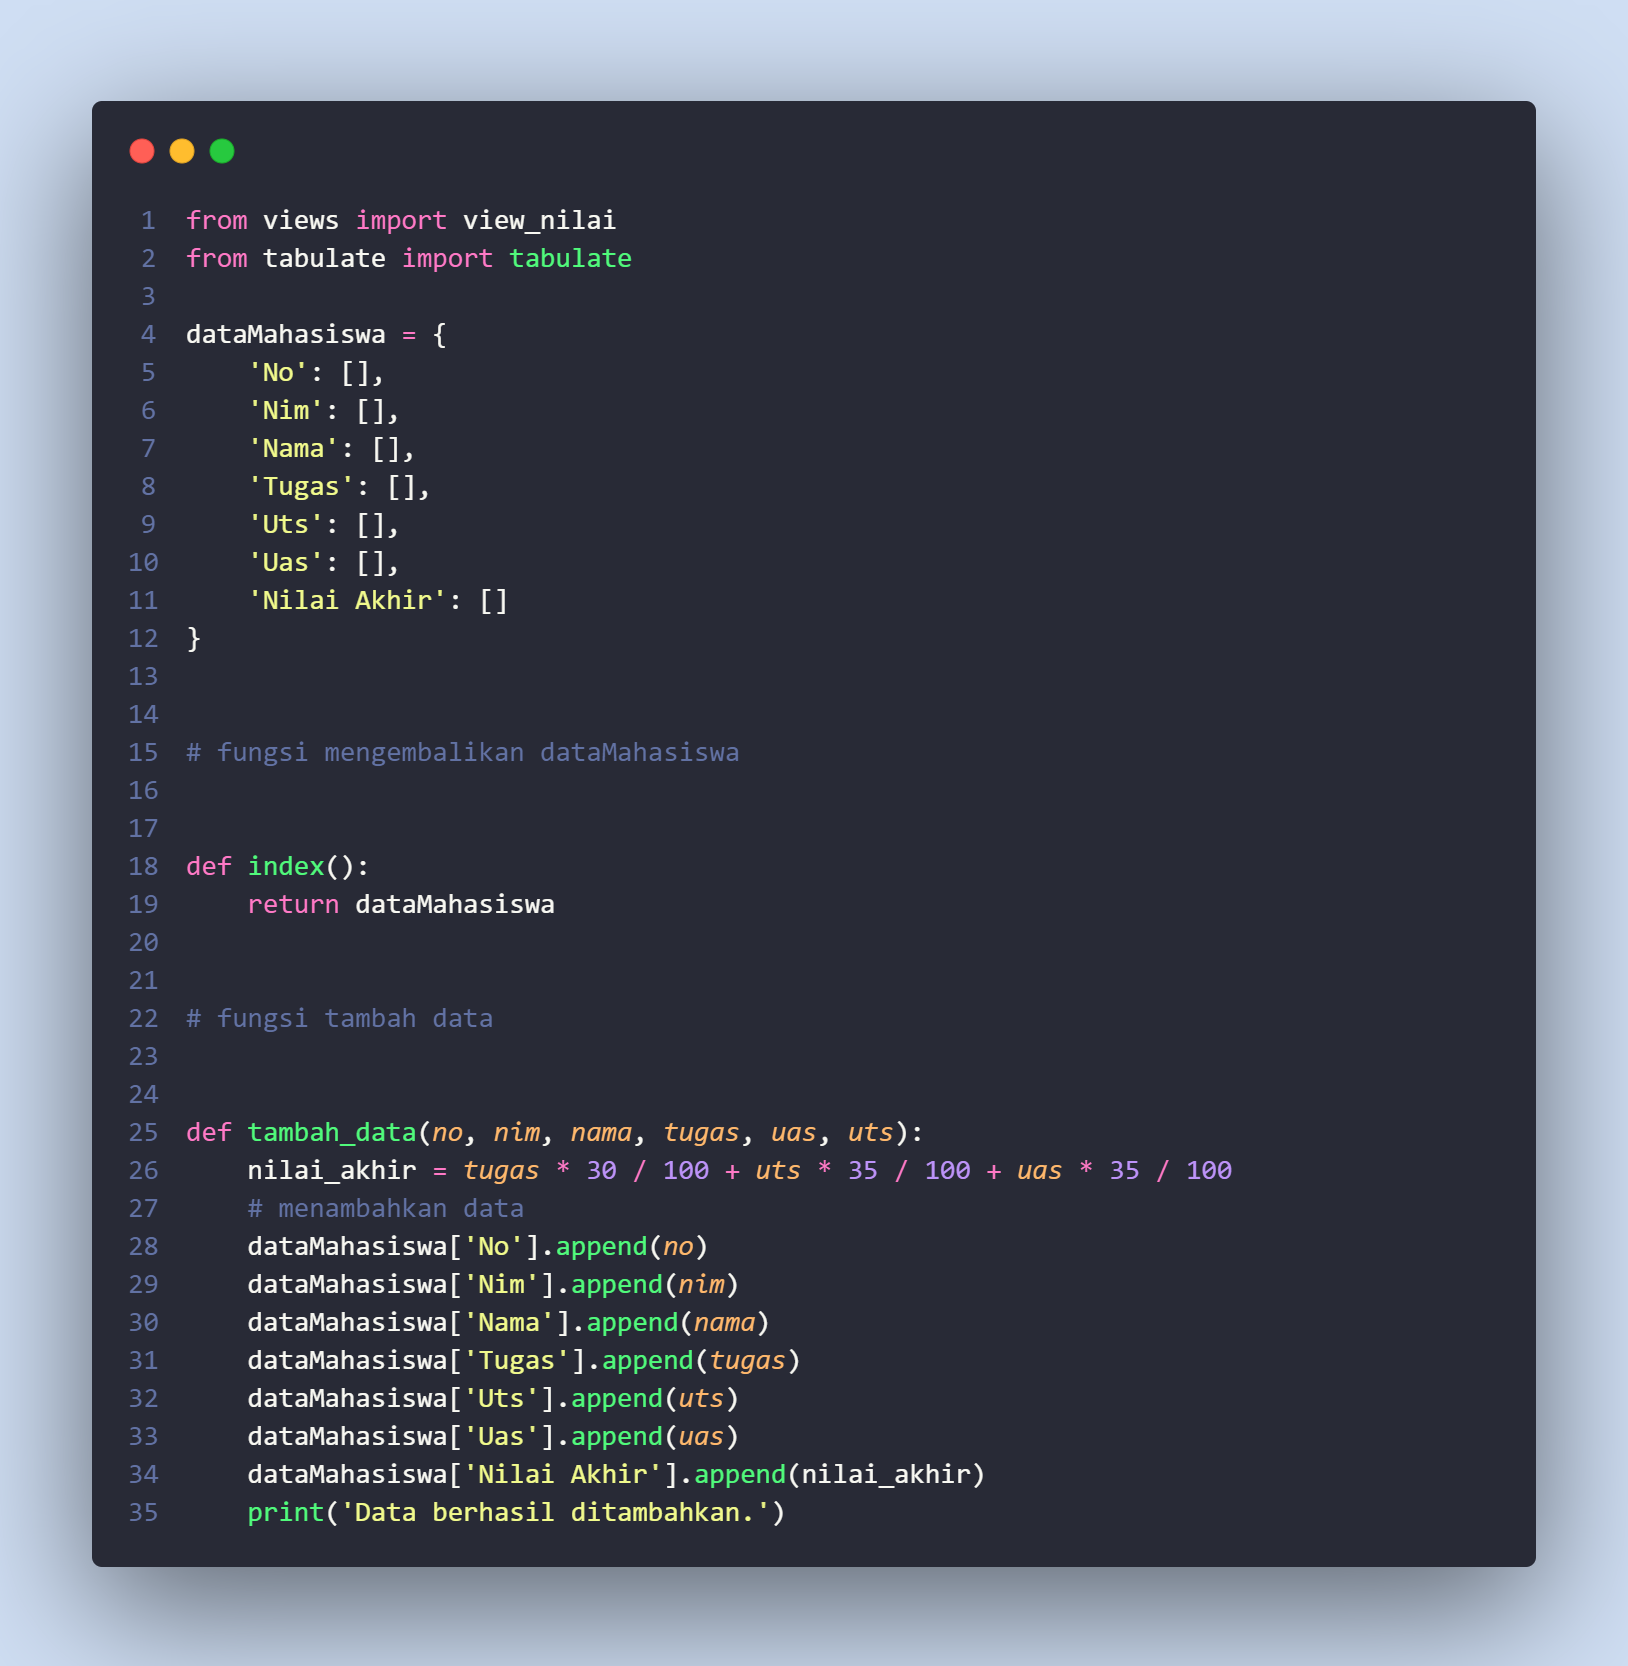 1 from views import view_nilai
2 from tabulate import tabulate
3
4 dataMahasiswa = {
5     'No': [],
6     'Nim': [],
7     'Nama': [],
8     'Tugas': [],
9     'Uts': [],
10     'Uas': [],
11     'Nilai Akhir': []
12 }
13
14
15 # fungsi mengembalikan dataMahasiswa
16
17
18 def index():
19     return dataMahasiswa
20
21
22 # fungsi tambah data
23
24
25 def tambah_data(no, nim, nama, tugas, uas, uts):
26     nilai_akhir = tugas * 30 / 100 + uts * 35 / 100 + uas * 35 / 100
27     # menambahkan data
28     dataMahasiswa['No'].append(no)
29     dataMahasiswa['Nim'].append(nim)
30     dataMahasiswa['Nama'].append(nama)
31     dataMahasiswa['Tugas'].append(tugas)
32     dataMahasiswa['Uts'].append(uts)
33     dataMahasiswa['Uas'].append(uas)
34     dataMahasiswa['Nilai Akhir'].append(nilai_akhir)
35     print('Data berhasil ditambahkan.')